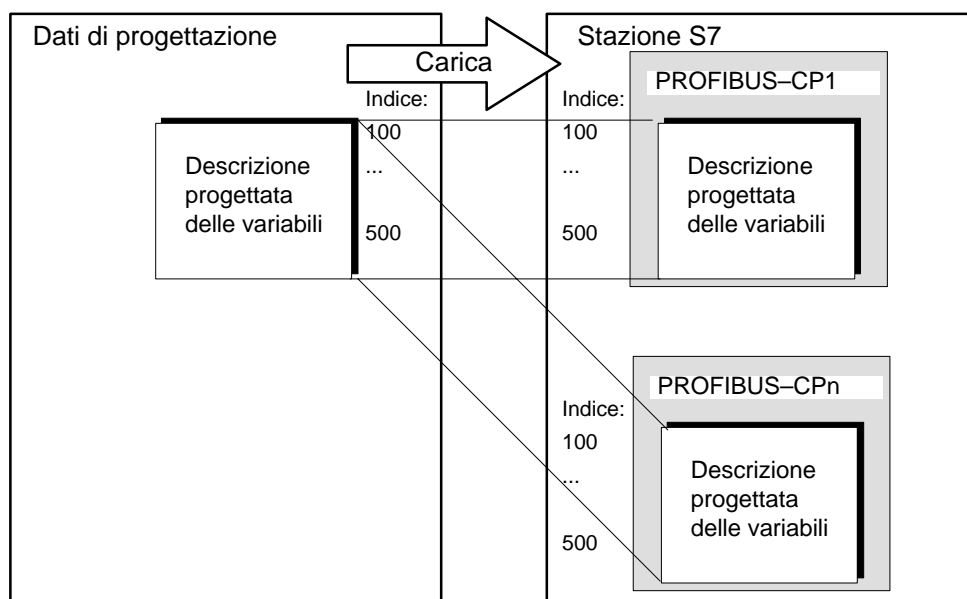 Dati di progettazione
Carica
Indice:
100
...
500
Descrizione
progettata
delle variabili
Stazione S7
PROFIBUS–CP1
Indice:
100
...
500
Descrizione
progettata
delle variabili
PROFIBUS–CPn
Indice:
100
...
500
Descrizione
progettata
delle variabili